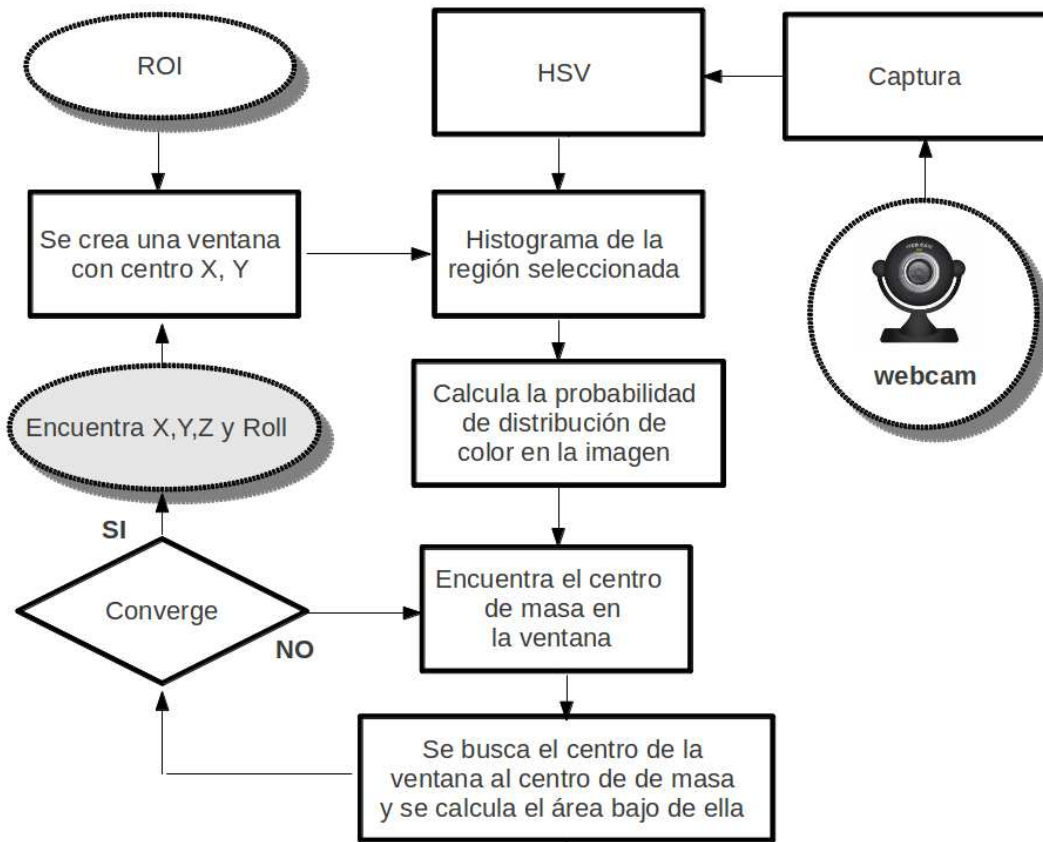 ROI
HSV
Captura
Se crea una ventana
con centro X, Y
Histograma de la
región seleccionada
webcam
Encuentra X,Y,Z y Roll
Calcula la probabilidad
de distribución de
color en la imagen
SI
Converge
NO
Encuentra el centro
de masa en
la ventana
Se busca el centro de la
ventana al centro de de masa
y se calcula el área bajo de ella